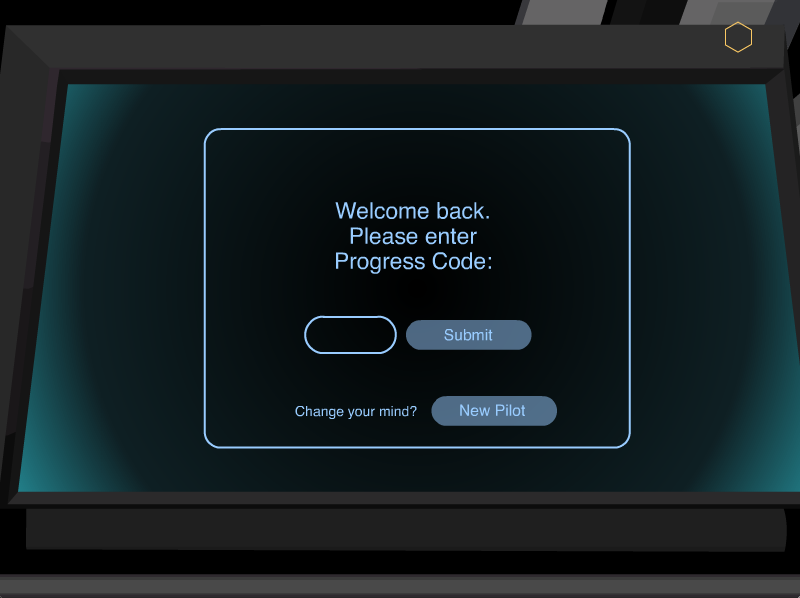 Welcome back.
Please enter
Progress Code:
Submit
Change your mind? New Pilot